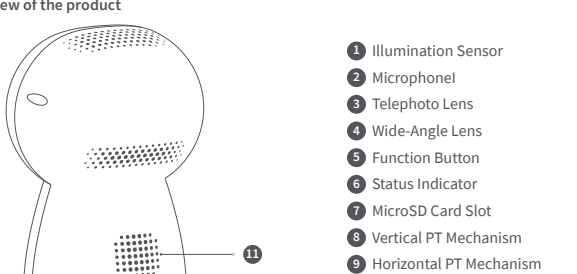 ew of the product
1 Illumination Sensor
2 MicrophoneI
3 Telephoto Lens
4 Wide-Angle Lens
5 Function Button
6 Status Indicator
7 MicroSD Card Slot
8 Vertical PT Mechanism
11
9 Horizontal PT Mechanism